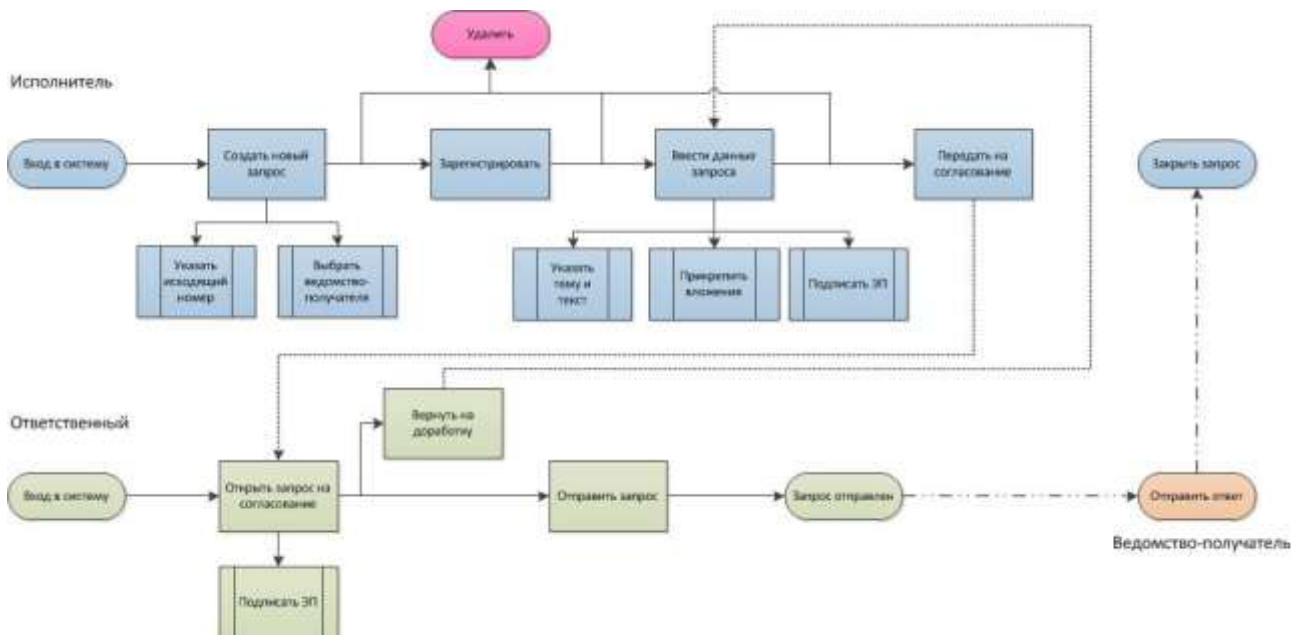 Удалить
Исполнитель
Вход в систему
Создать новый
запрос
Зарегистрировать
Ввести данные
запроса
Передать на
согласование
Закрыть запрос
Указать
исходящий
номер
Выбрать
ведомство-
получателя
Указать
тему и
текст
Прикрепить
вложения
Подписать ЭП
Вернуть на
доработку
Ответственный
Вход в систему
Открыть запрос на
согласование
Отправить запрос
Запрос отправлен
Отправить ответ
Ведомство-получатель
Подписать ЭП